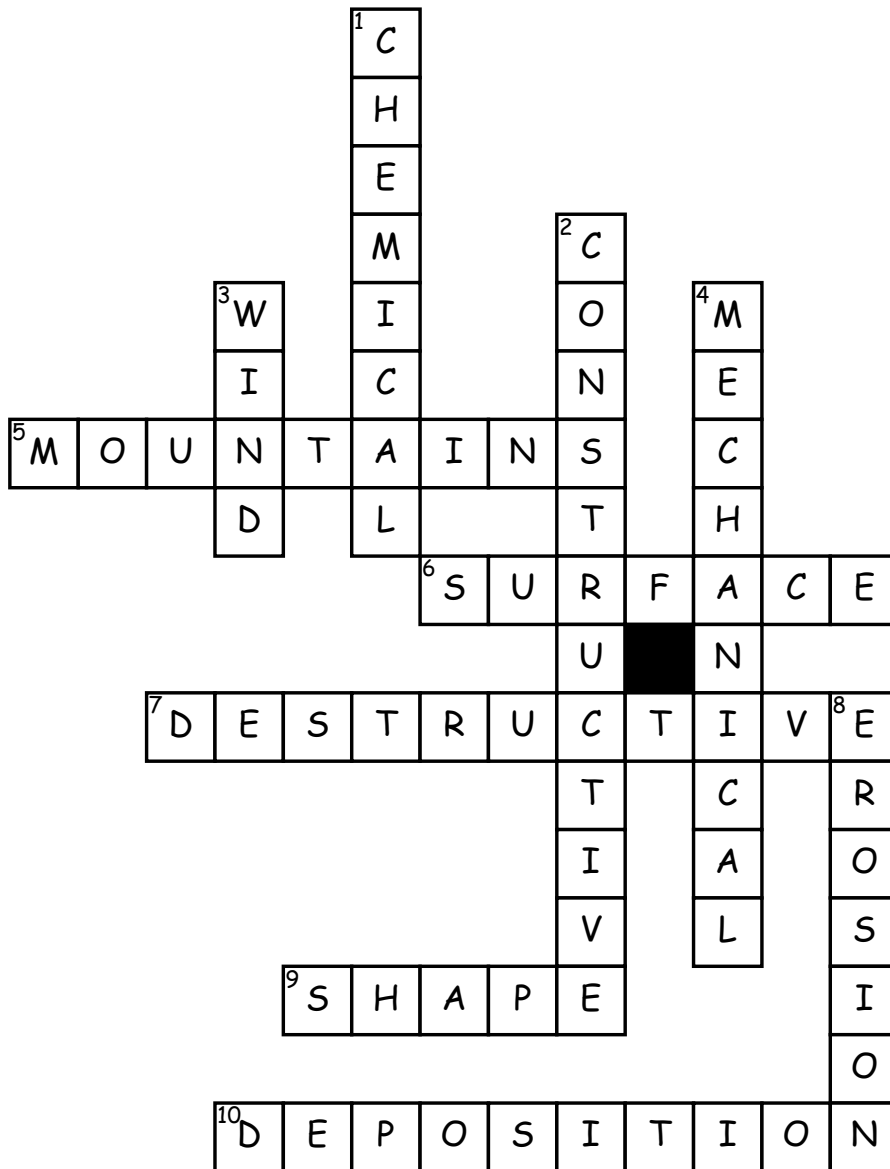 1 C
H
E
M 2 C
3 W I O 4 M
I C N E
5 M O U N T A I N S C
D L T H
6 S U R F A C E
U N
7 D E S T R U C T I V 8 E
T C R
I A O
V L S
9 S H A P E I
O
10 D E P O S I T I O N